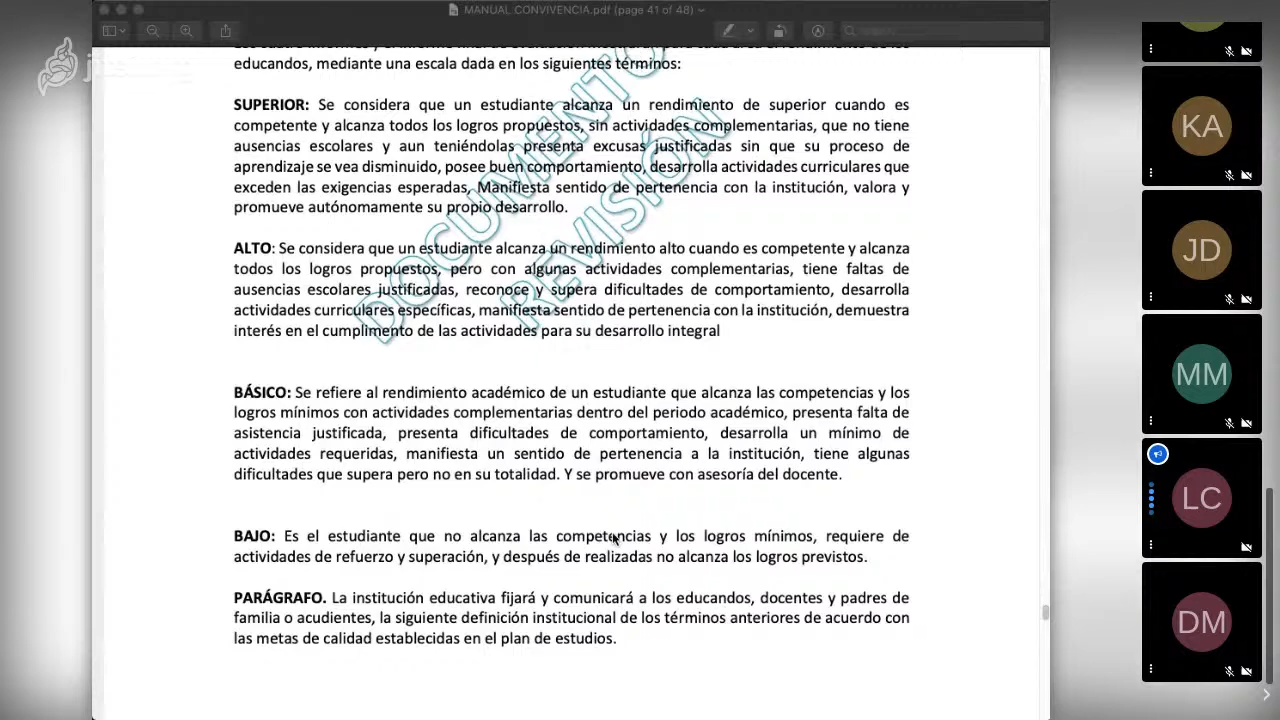 MANUAL CONVIVENCIA.pdf (page 41 of 48)
educandos, mediante una escala dada en los siguientes términos:
SUPERIOR: Se considera que un estudiante alcanza un rendimiento de superior cuando es
competente y alcanza todos los logros propuestos, sin actividades complementarias, que no tiene
ausencias escolares y aun teniéndolas presenta excusas justificadas sin que su proceso de
aprendizaje se vea disminuido, posee buen comportamiento, desarrolla actividades curriculares que
exceden las exigencias esperadas, Manifiesta sentido de pertenencia con la institución, valora y
promueve autónomamente su propio desarrollo.
ALTO: Se considera que un estudiante alcanza un rendimiento alto cuando es competente y alcanza
todos los logros propuestos, pero con algunas actividades complementarias, tiene faltas de
ausencias escolares justificadas, reconoce y supera dificultades de comportamiento, desarrolla
actividades curriculares específicas, manifiesta sentido de pertenencia con la institución, demuestra
interés en el cumplimento de las actividades para su desarrollo integral
BÁSICO: Se refiere al rendimiento académico de un estudiante que alcanza las competencias y los
logros mínimos con actividades complementarias dentro del periodo académico, presenta falta de
asistencia justificada, presenta dificultades de comportamiento, desarrolla un mínimo de
actividades requeridas, manifiesta un sentido de pertenencia a la institución, tiene algunas
dificultades que supera pero no en su totalidad. Y se promueve con asesoría del docente.
BAJO: Es el estudiante que no alcanza las competencias y los logros mínimos, requiere de
actividades de refuerzo y superación, y después de realizadas no alcanza los logros previstos.
PARÁGRAFO. La institución educativa fijará y comunicará a los educandos, docentes y padres de
familia o acudientes, la siguiente definición institucional de los términos anteriores de acuerdo con
las metas de calidad establecidas en el plan de estudios.
DOCUMENTO
REVISIÓN
KA
JD
MM
LC
DM